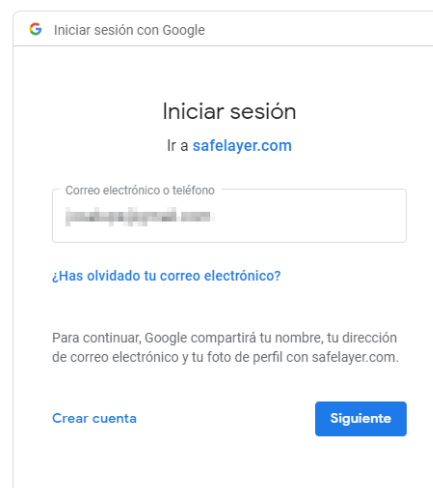 Iniciar sesión con Google
Iniciar sesión
Ir a safelayer.com
Correo electrónico o teléfono
¿Has olvidado tu correo electrónico?
Para continuar, Google compartirá tu nombre, tu dirección
de correo electrónico y tu foto de perfil con safelayer.com.
Crear cuenta
Siguiente